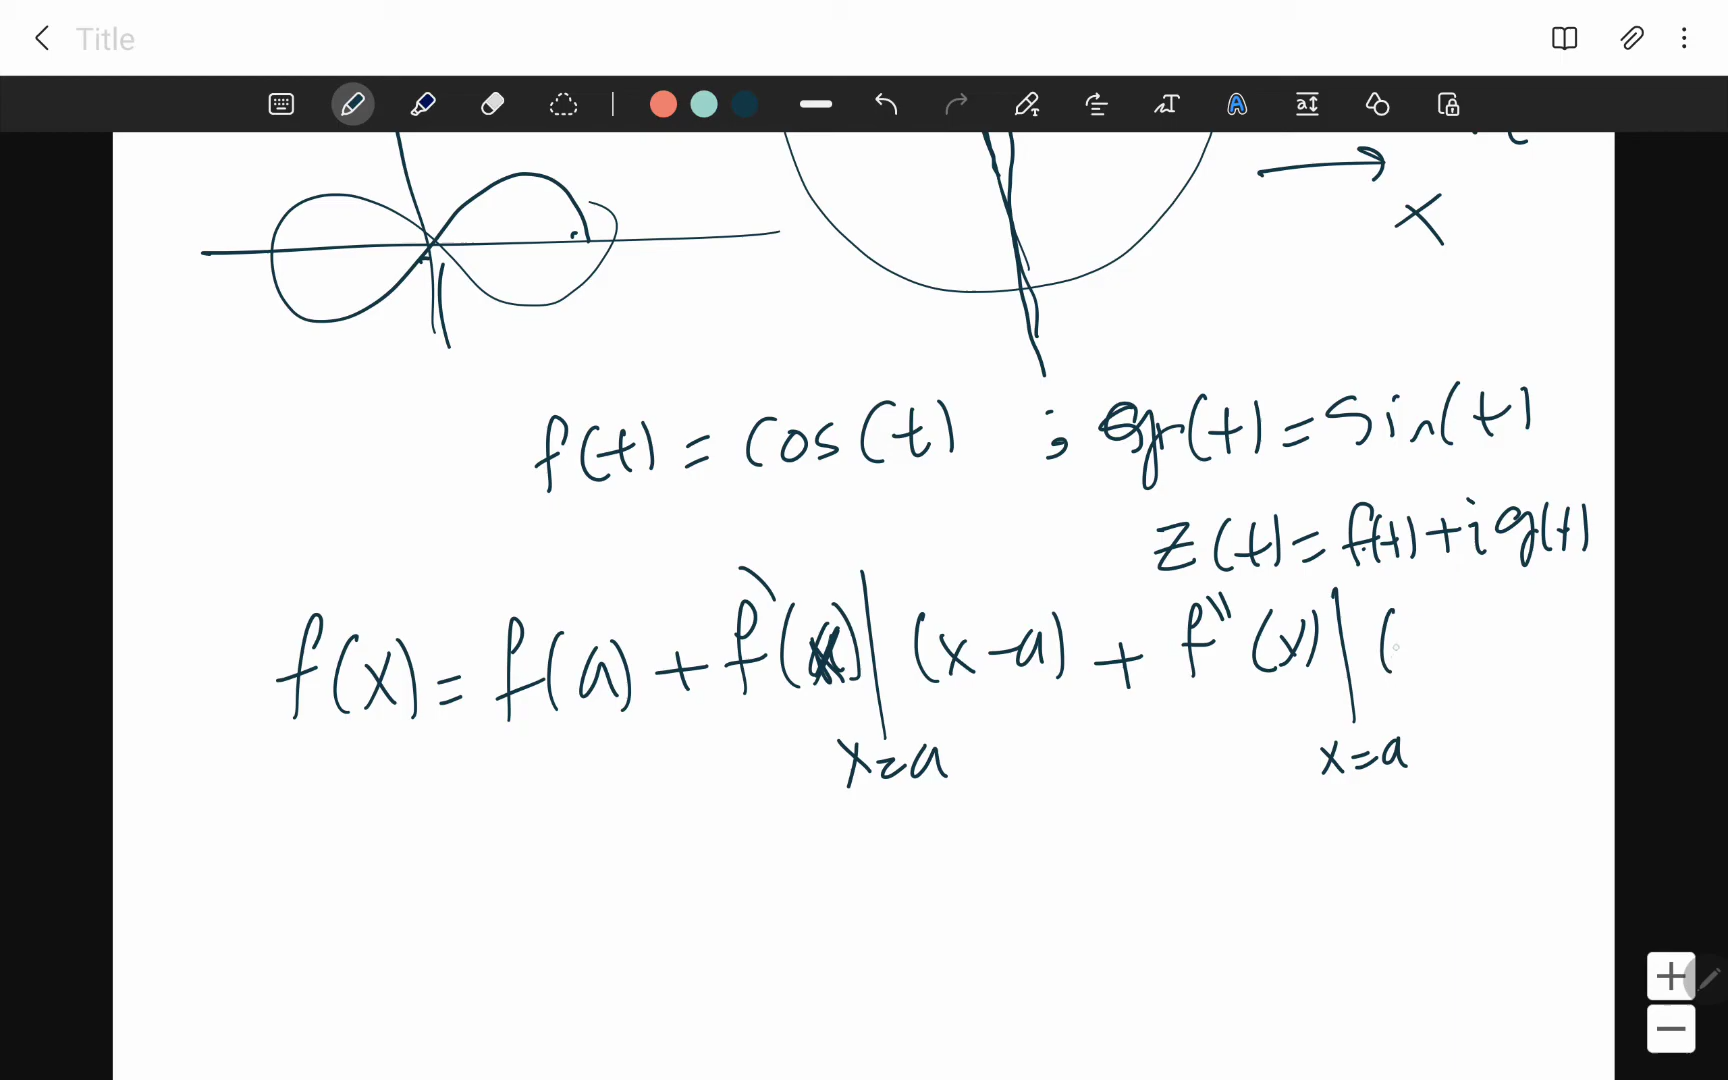 Title
x
f(t) = cos(t) ; g(t) = sin(t)
z(t) = f(t) + i g(t)
f(x) = f(a) + f'(x)| (x-a) + f''(x)| (
x=a x=a